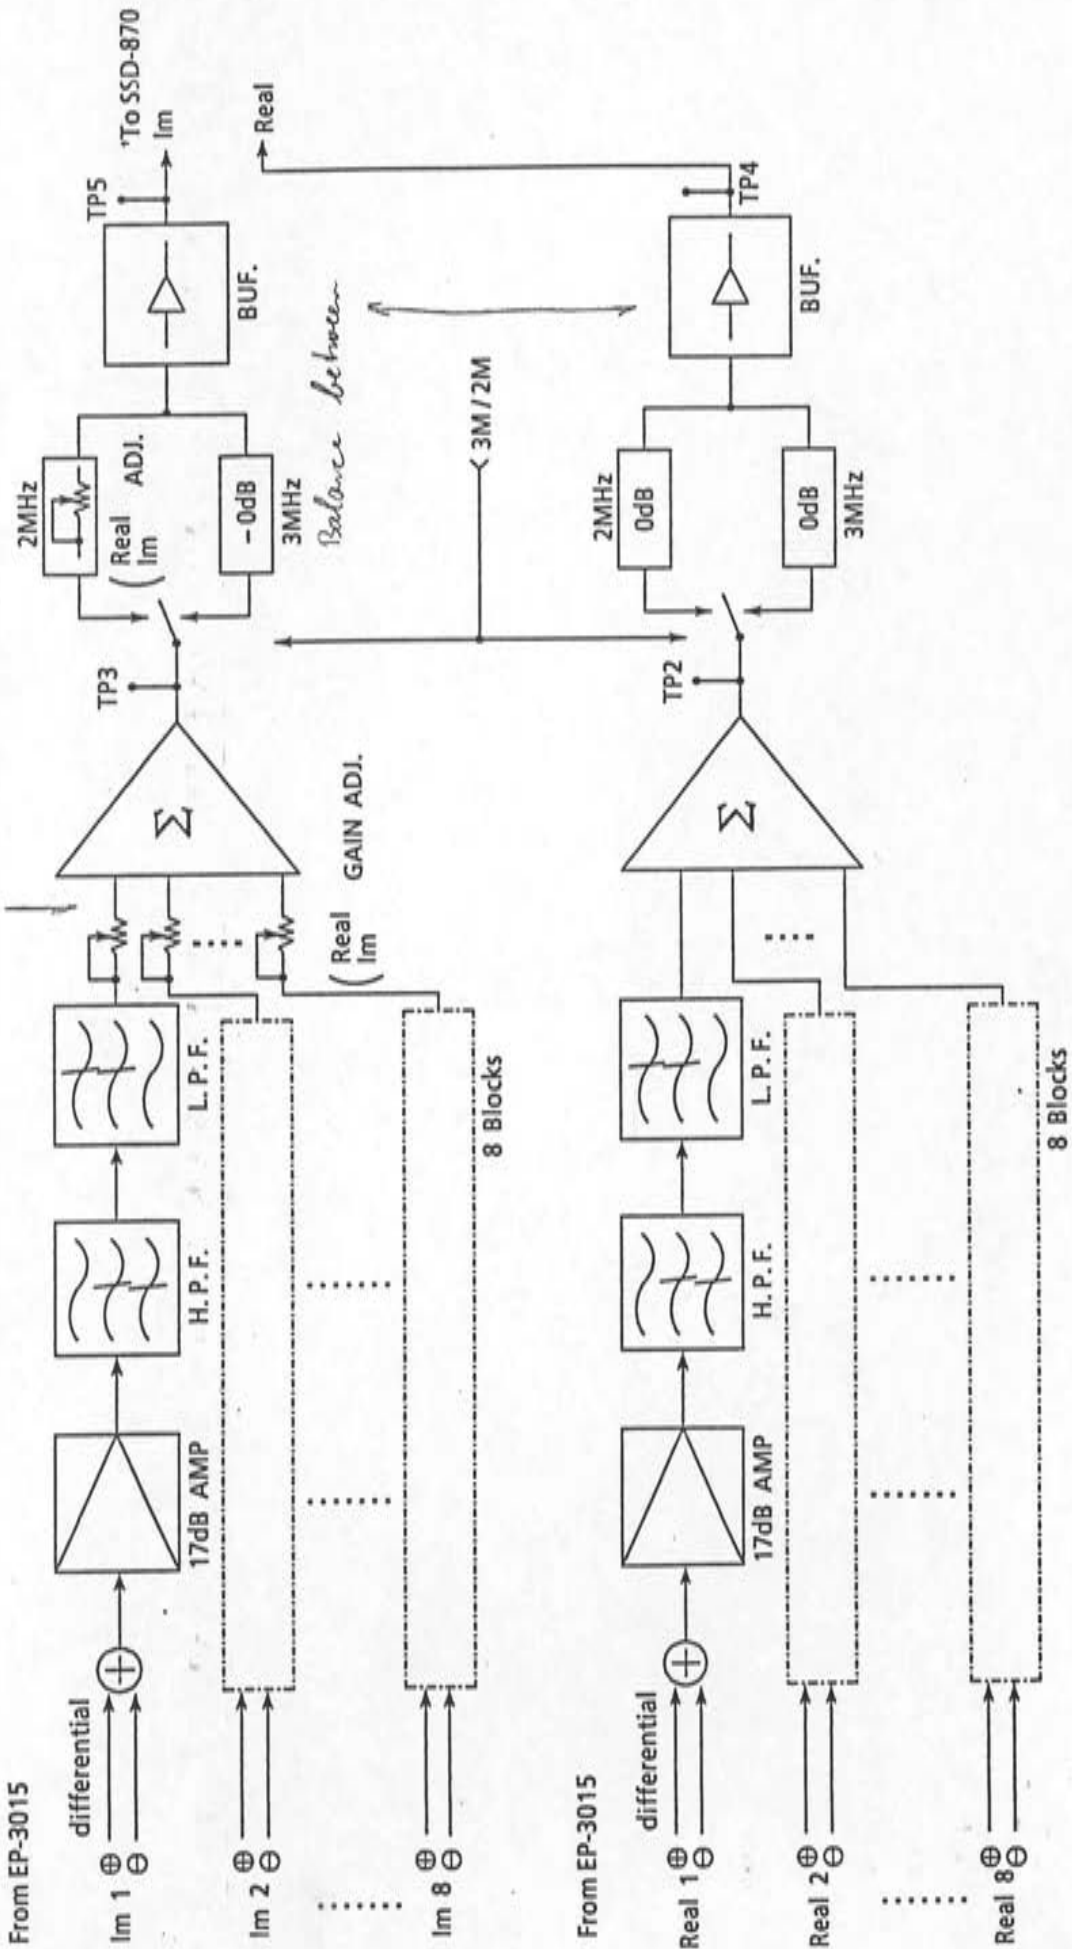 From EP-3015
differential
Im 1 ⊕
⊖
17dB AMP
H. P. F.
L. P. F.
Σ
TP3
2MHz
(Real
Im ADJ.
-0dB
3MHz
BUF.
TP5
'To SSD-870
Im
Real
Im 2 ⊕
⊖
Im 8 ⊕
⊖
8 Blocks
(Real
Im GAIN ADJ.
Balance between
3M / 2M
From EP-3015
differential
Real 1 ⊕
⊖
17dB AMP
H. P. F.
L. P. F.
Σ
TP2
2MHz
0dB
0dB
3MHz
BUF.
TP4
Real 2 ⊕
⊖
Real 8 ⊕
⊖
8 Blocks